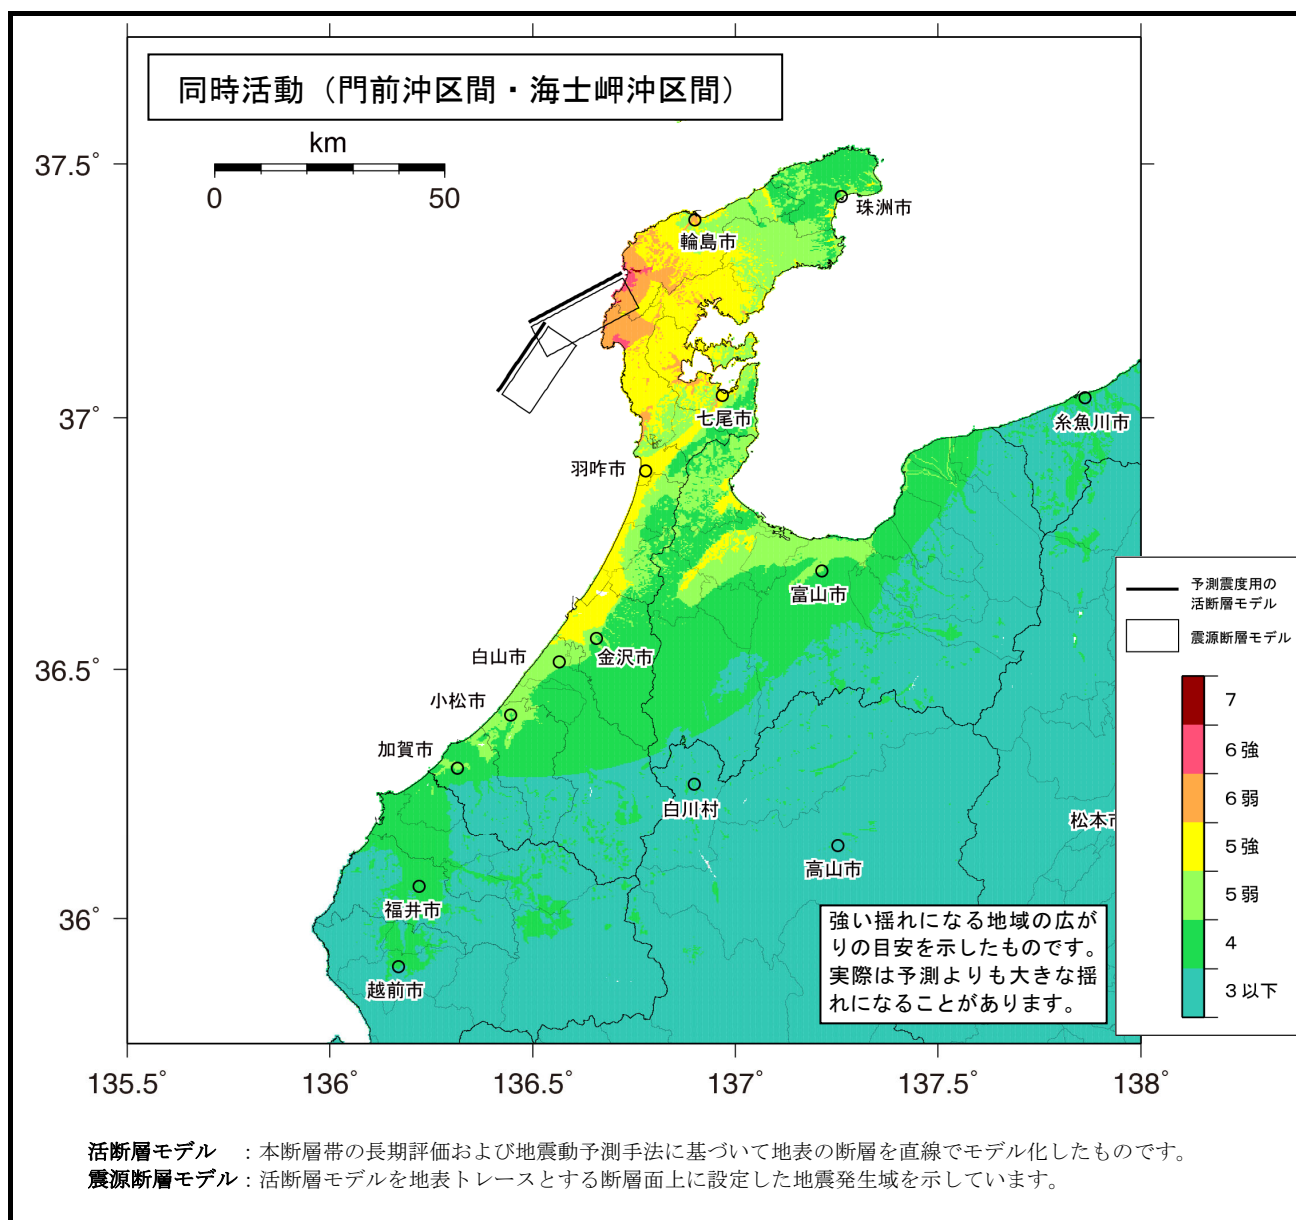 同時活動（門前沖区間・海士岬沖区間）
km
0 50
37.5°
37°
36.5°
36°
珠洲市
輪島市
七尾市
糸魚川市
羽咋市
富山市
金沢市
白山市
小松市
加賀市
白川村
松本市
高山市
福井市
越前市
予測震度用の
活断層モデル
震源断層モデル
7
6強
6弱
5強
5弱
4
3以下
強い揺れになる地域の広が
りの目安を示したものです。
実際は予測よりも大きな揺
れになることがあります。
135.5° 136° 136.5° 137° 137.5° 138°
活断層モデル ：本断層帯の長期評価および地震動予測手法に基づいて地表の断層を直線でモデル化したものです。
震源断層モデル：活断層モデルを地表トレースとする断層面上に設定した地震発生域を示しています。